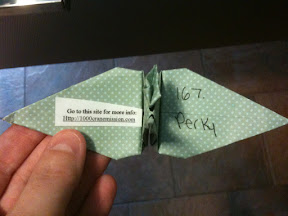 Go to this site for more info:
Http://1000cranemission.com
167
Perky